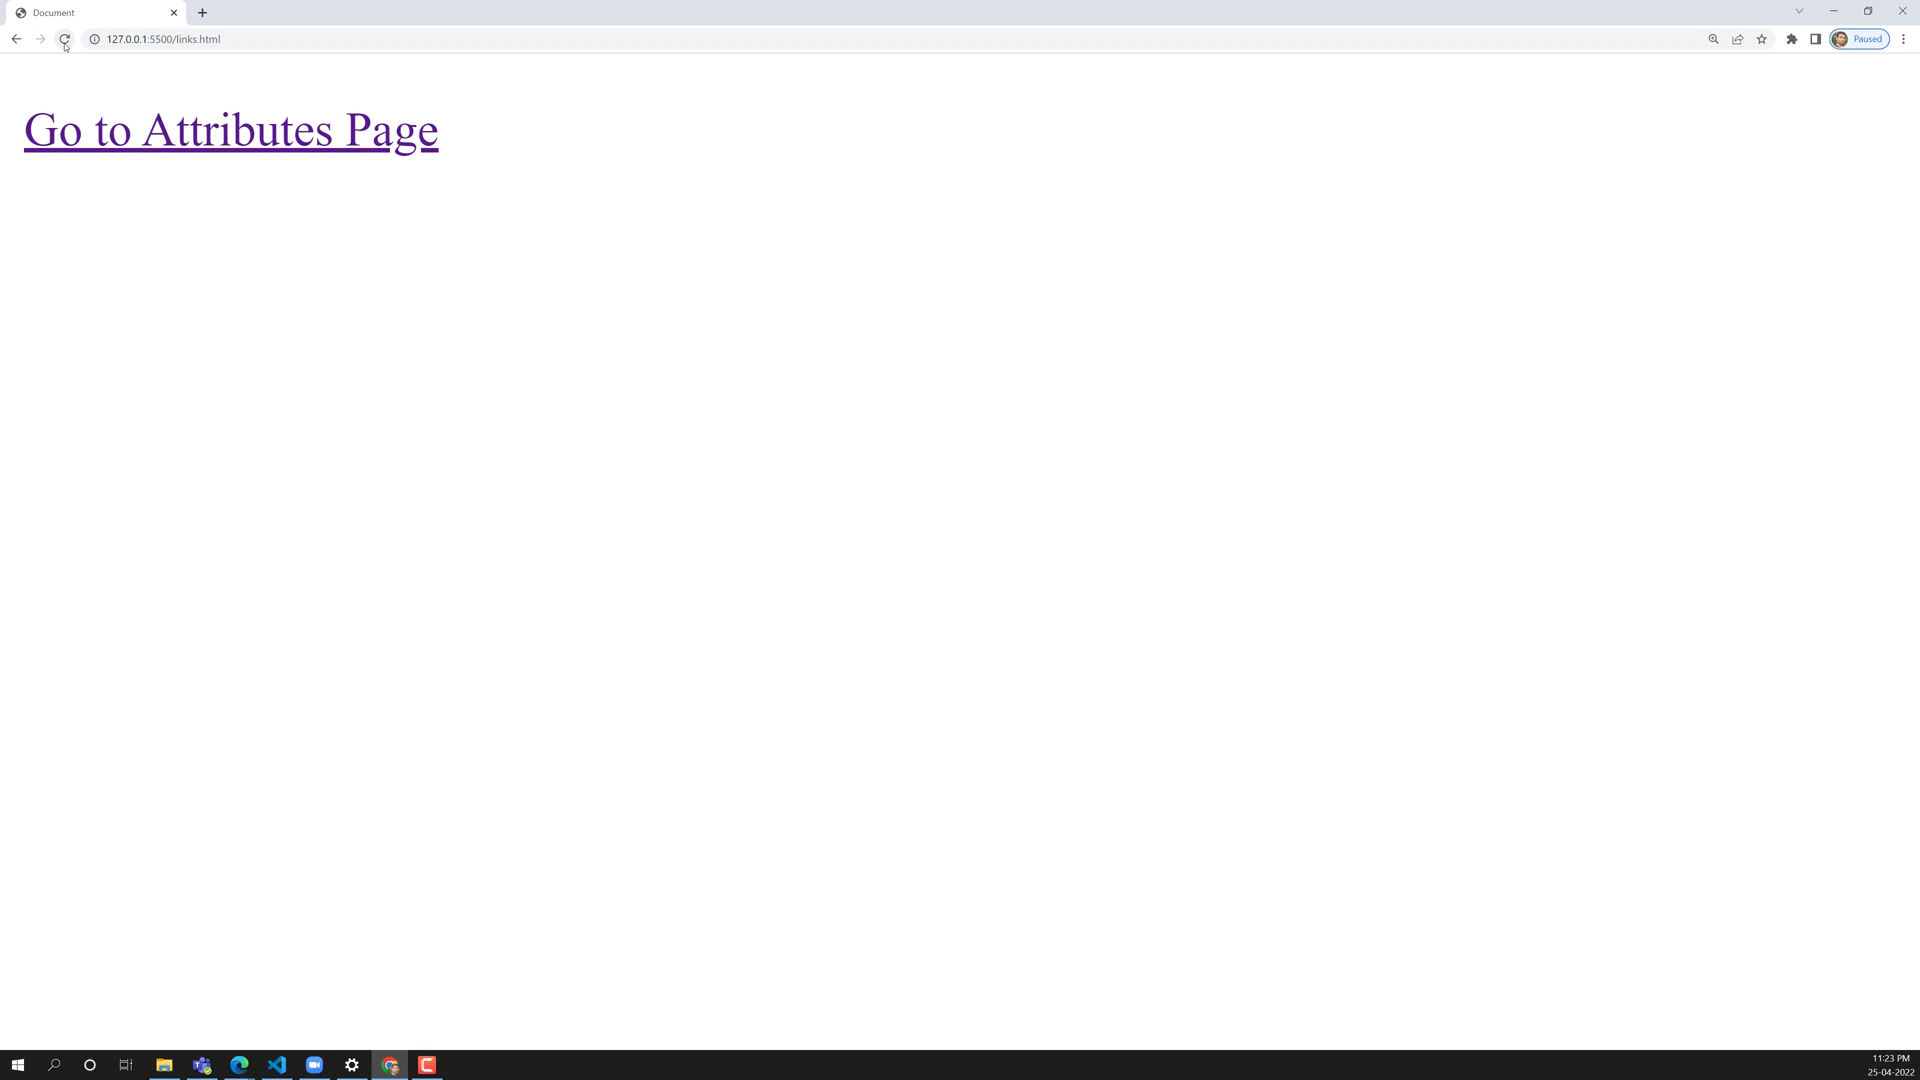 Document
127.0.0.1:5500/links.html
Paused
Go to Attributes Page
11:23 PM
25-04-2022